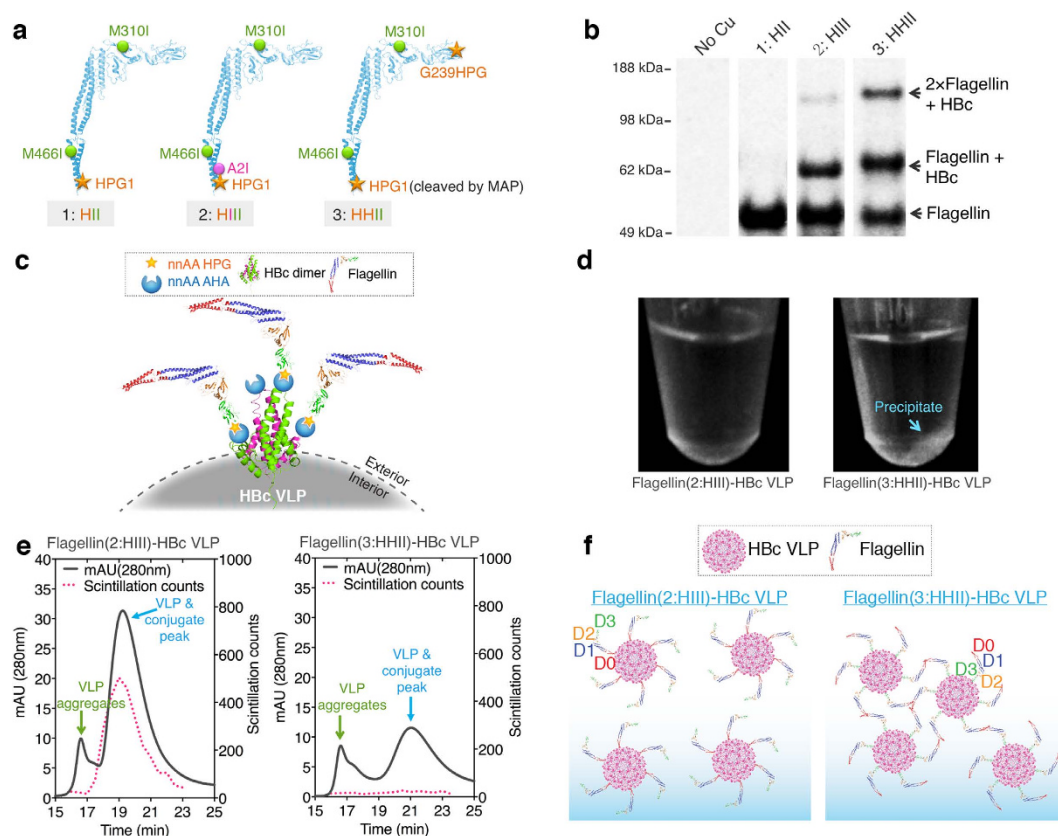 a
M310I
M310I
M310I
G239HPG
M466I
M466I
M466I
A2I
HPG1
HPG1
HPG1(cleaved by MAP)
1: HII
2: HIII
3: HHII
b
No Cu
1: HII
2: HIII
3: HHII
188 kDa
98 kDa
62 kDa
49 kDa
2×Flagellin
+ HBc
Flagellin +
HBc
Flagellin
c
nnAA HPG
nnAA AHA
HBc dimer
Flagellin
Exterior
Interior
HBc VLP
d
Precipitate
Flagellin(2:HIII)-HBc VLP
Flagellin(3:HHII)-HBc VLP
e
Flagellin(2:HIII)-HBc VLP
mAU(280nm)
Scintillation counts
VLP &
conjugate
peak
VLP
aggregates
mAU (280nm)
40
35
30
25
20
15
10
5
0
1000
800
600
400
200
0
Scintillation counts
15 17 19 21 23 25
Time (min)
Flagellin(3:HHII)-HBc VLP
mAU(280nm)
Scintillation counts
VLP &
conjugate
peak
VLP
aggregates
mAU (280nm)
40
35
30
25
20
15
10
5
0
1000
800
600
400
200
0
Scintillation counts
15 17 19 21 23 25
Time (min)
f
HBc VLP
Flagellin
Flagellin(2:HIII)-HBc VLP
D3
D2
D1
D0
Flagellin(3:HHII)-HBc VLP
D0
D1
D3
D2